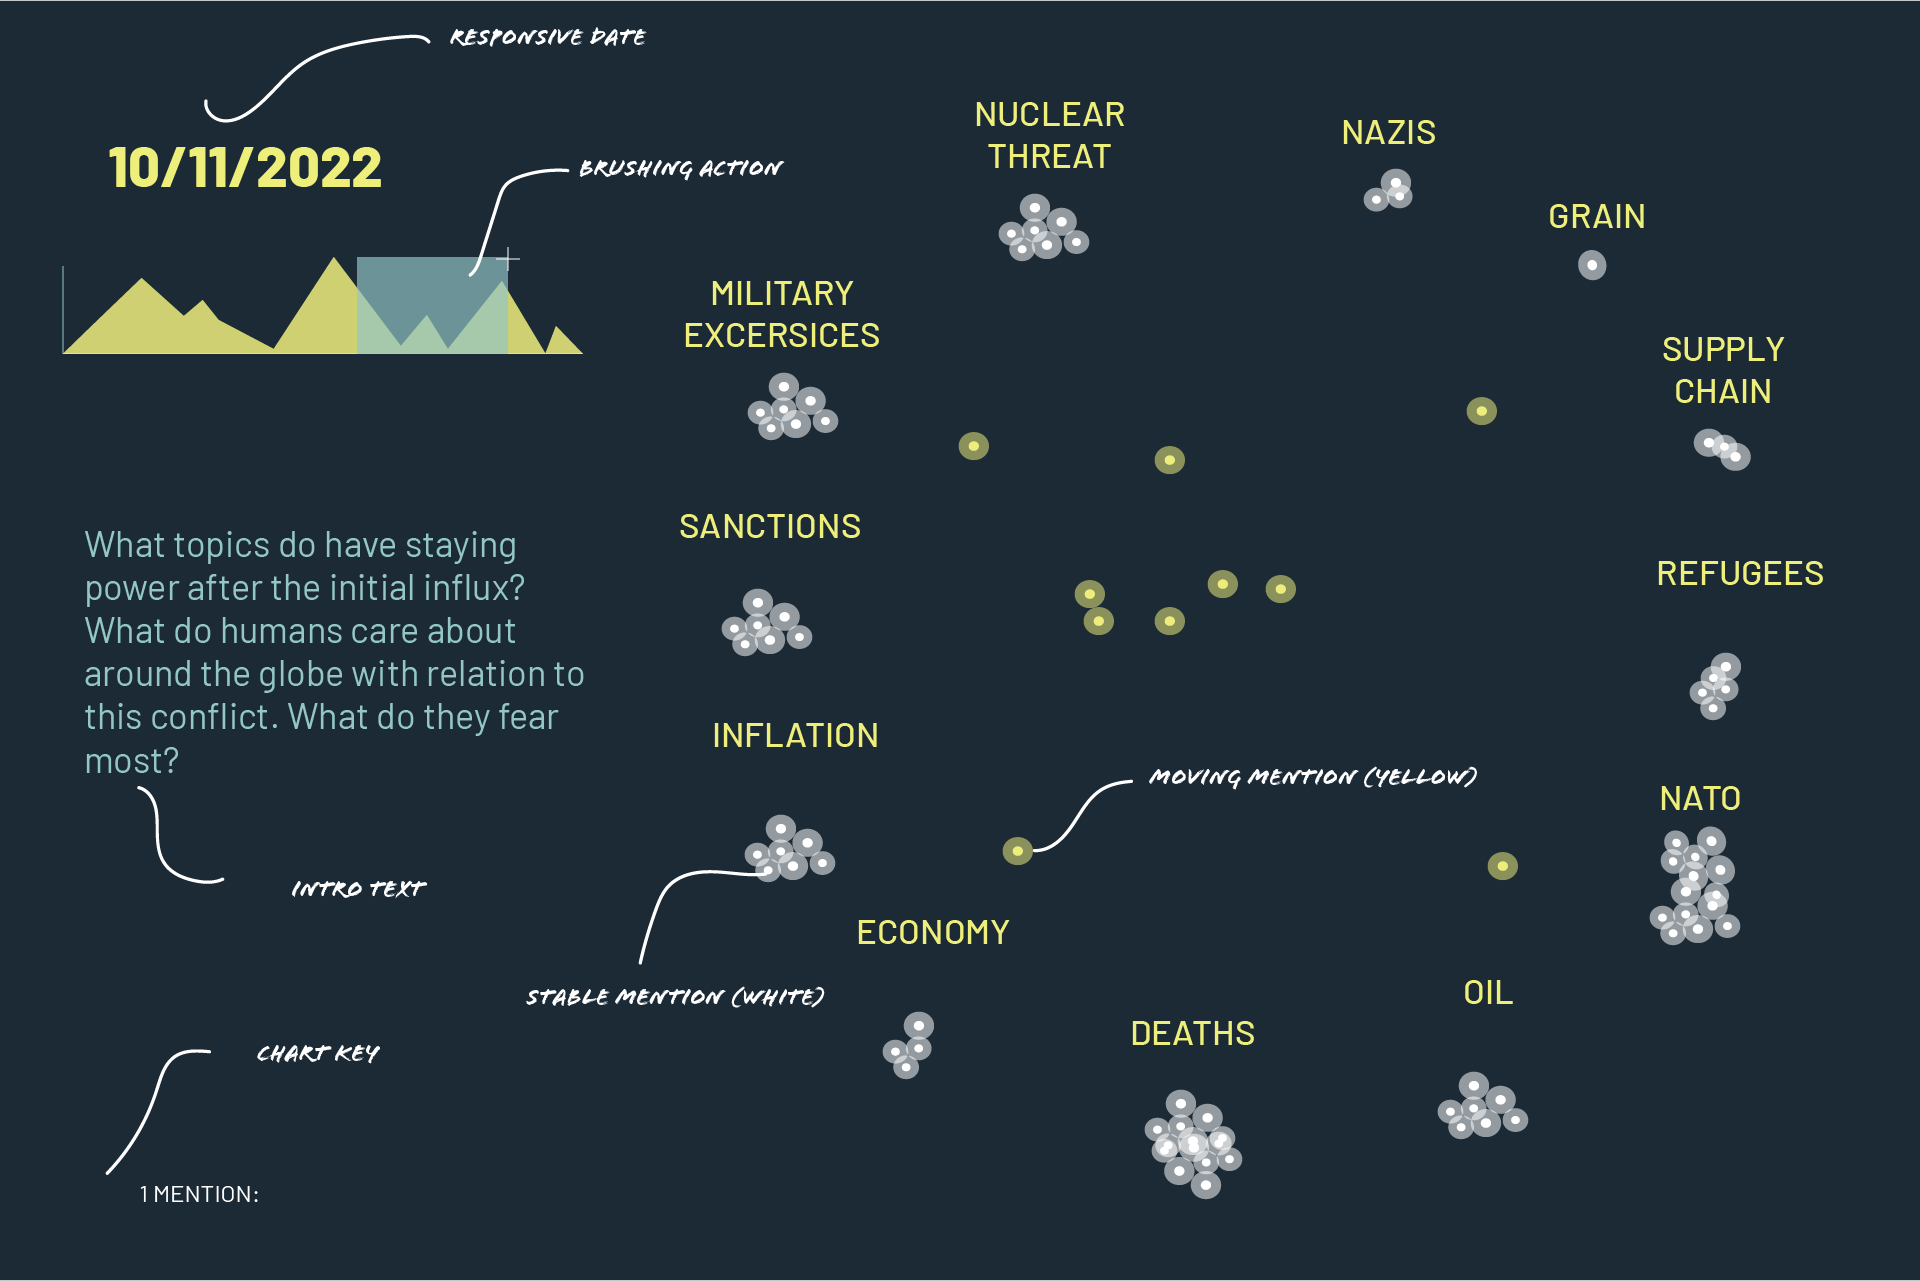 RESPONSIVE DATE
10/11/2022
BRUSHING ACTION
What topics do have staying
power after the initial influx?
What do humans care about
around the globe with relation to
this conflict. What do they fear
most?
INTRO TEXT
CHART KEY
1 MENTION:
NUCLEAR
THREAT
NAZIS
GRAIN
MILITARY
EXCERSICES
SUPPLY
CHAIN
SANCTIONS
REFUGEES
INFLATION
MOVING MENTION (YELLOW)
NATO
ECONOMY
STABLE MENTION (WHITE)
OIL
DEATHS